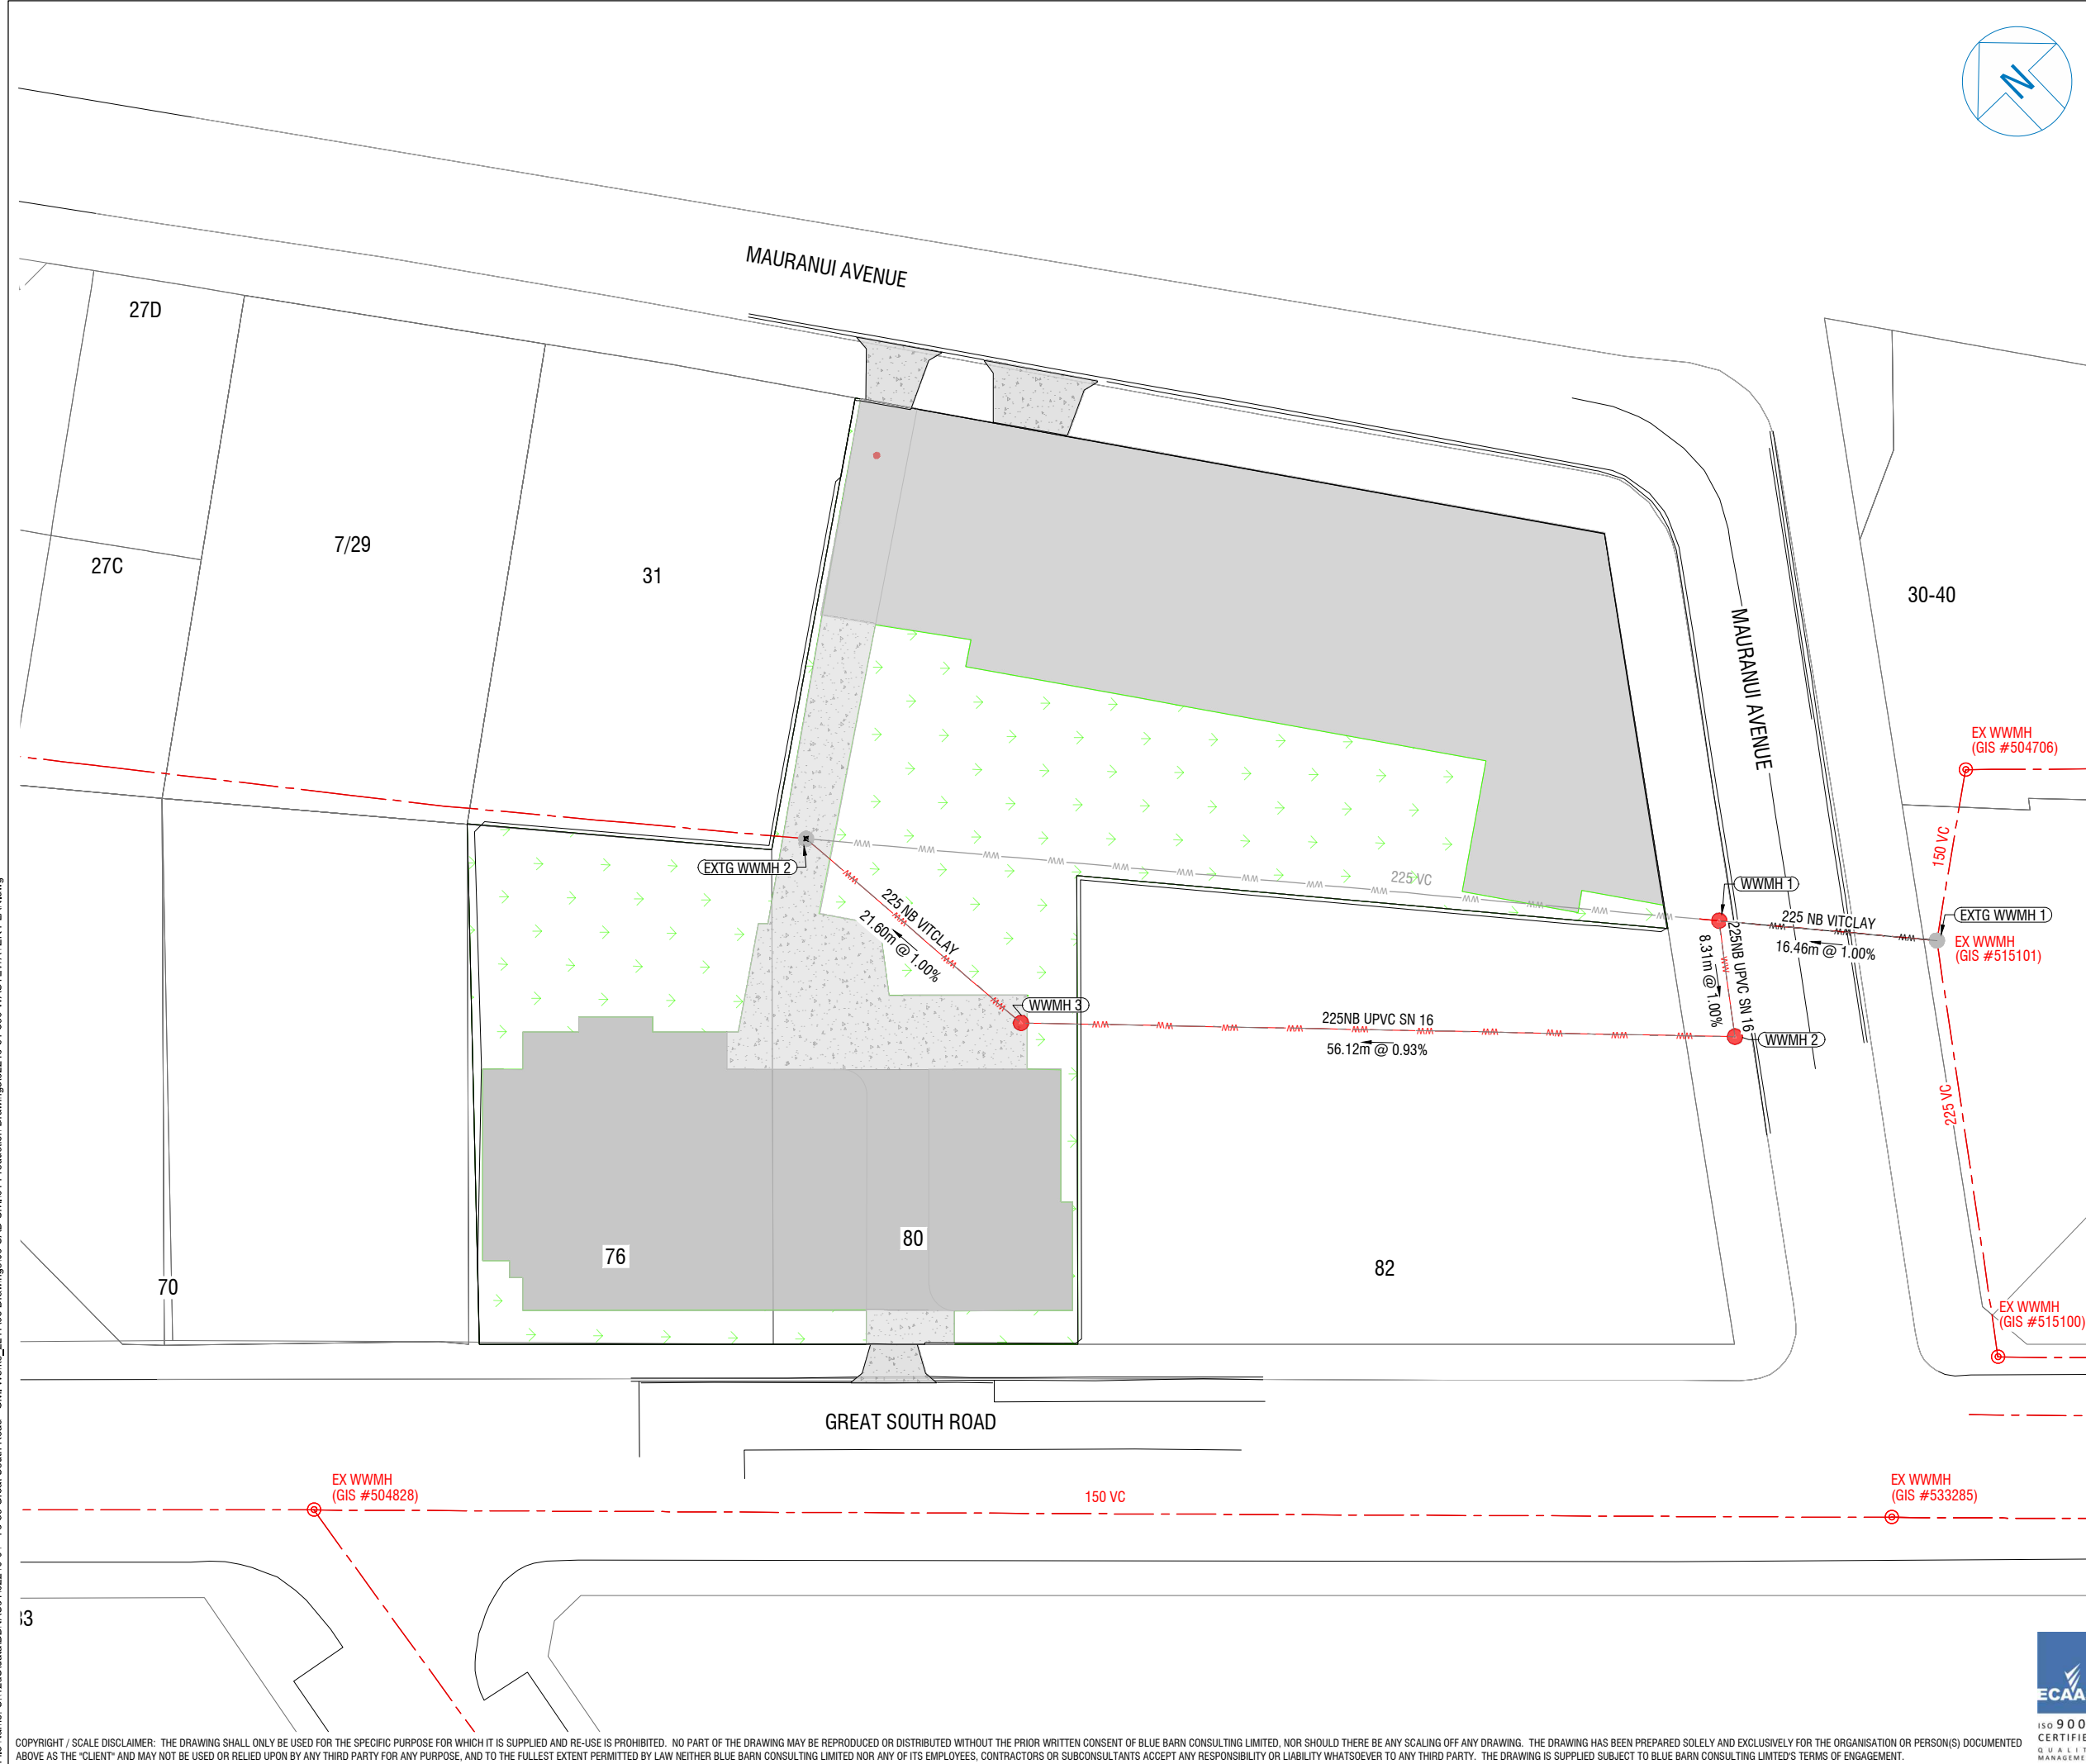 N
MAURANUI AVENUE
27D
7/29
27C
31
30-40
MAURANUI AVENUE
EX WWMH
(GIS #504706)
150 VC
EXTG WWMH 2
225 VC
WWMH 1
225 NB VITCLAY
16.46m @ 1.00%
EXTG WWMH 1
EX WWMH
(GIS #515101)
225 NB VITCLAY
21.60m @ 1.00%
225NB UPVC SN 16
8.31m @ 1.00%
WWMH 3
225NB UPVC SN 16
56.12m @ 0.93%
WWMH 2
225 VC
76
80
82
70
EX WWMH
(GIS #515100)
GREAT SOUTH ROAD
EX WWMH
(GIS #504828)
150 VC
EX WWMH
(GIS #533285)
33
ECAA
ISO 900
CERTIFIE
QUALIT
MANAGEME
COPYRIGHT / SCALE DISCLAIMER: THE DRAWING SHALL ONLY BE USED FOR THE SPECIFIC PURPOSE FOR WHICH IT IS SUPPLIED AND RE-USE IS PROHIBITED. NO PART OF THE DRAWING MAY BE REPRODUCED OR DISTRIBUTED WITHOUT THE PRIOR WRITTEN CONSENT OF BLUE BARN CONSULTING LIMITED, NOR SHOULD THERE BE ANY SCALING OFF ANY DRAWING. THE DRAWING HAS BEEN PREPARED SOLELY AND EXCLUSIVELY FOR THE ORGANISATION OR PERSON(S) DOCUMENTED
ABOVE AS THE "CLIENT" AND MAY NOT BE USED OR RELIED UPON BY ANY THIRD PARTY FOR ANY PURPOSE, AND TO THE FULLEST EXTENT PERMITTED BY LAW NEITHER BLUE BARN CONSULTING LIMITED NOR ANY OF ITS EMPLOYEES, CONTRACTORS OR SUBCONSULTANTS ACCEPT ANY RESPONSIBILITY OR LIABILITY WHATSOEVER TO ANY THIRD PARTY. THE DRAWING IS SUPPLIED SUBJECT TO BLUE BARN CONSULTING LIMTED'S TERMS OF ENGAGEMENT.